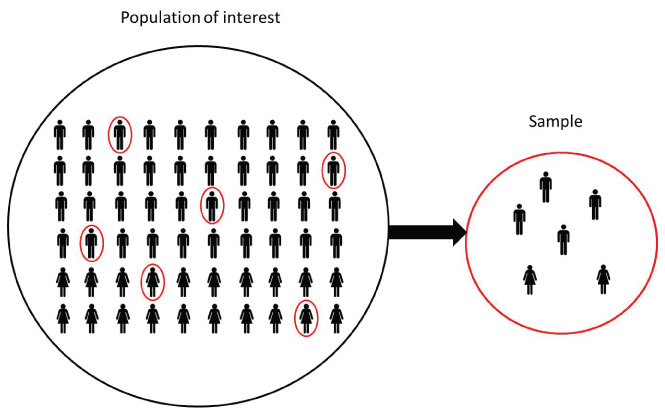 Population of interest
Sample